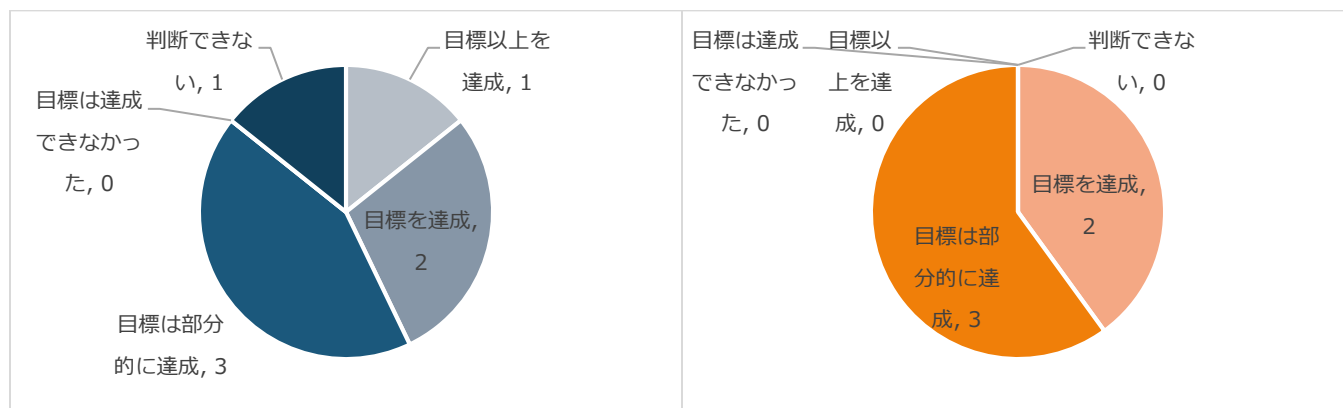 判断できな
い, 1
目標以上を
達成, 1
目標は達成
できなかっ
た, 0
目標を達成,
2
目標は部分
的に達成, 3
目標は達成
できなかっ
た, 0
目標以
上を達
成, 0
判断できな
い, 0
目標を達成,
2
目標は部
分的に達
成, 3